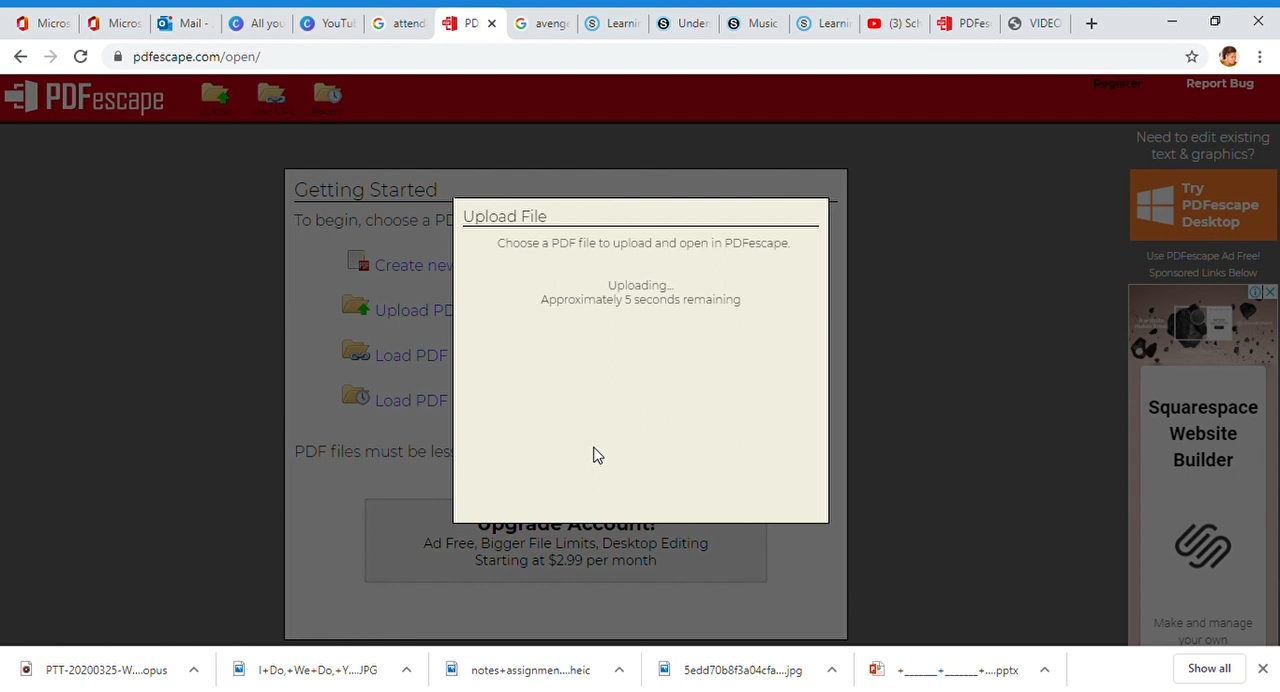 Micros
Micros
Mail -
All you
YouTu
attend
PD
aveng
Learni
Under
Music
Learni
(3) Sch
PDFes
VIDEO
pdfescape.com/open/
PDFescape
Register
Report Bug
Need to edit existing
text & graphics?
Try
PDFescape
Desktop
Use PDFescape Ad Free!
Sponsored Links Below
Getting Started
To begin, choose a PD
Create new
Upload PD
Load PDF
Load PDF
PDF files must be les
Upload File
Choose a PDF file to upload and open in PDFescape.
Uploading...
Approximately 5 seconds remaining
Upgrade Account!
Ad Free, Bigger File Limits, Desktop Editing
Starting at $2.99 per month
Squarespace
Website
Builder
Make and manage
your own
PTT-20200325-W....opus
I+Do,+We+Do,+Y....JPG
notes+assignmen....heic
5edd70b8f3a04cfa....jpg
+______+______+....pptx
Show all